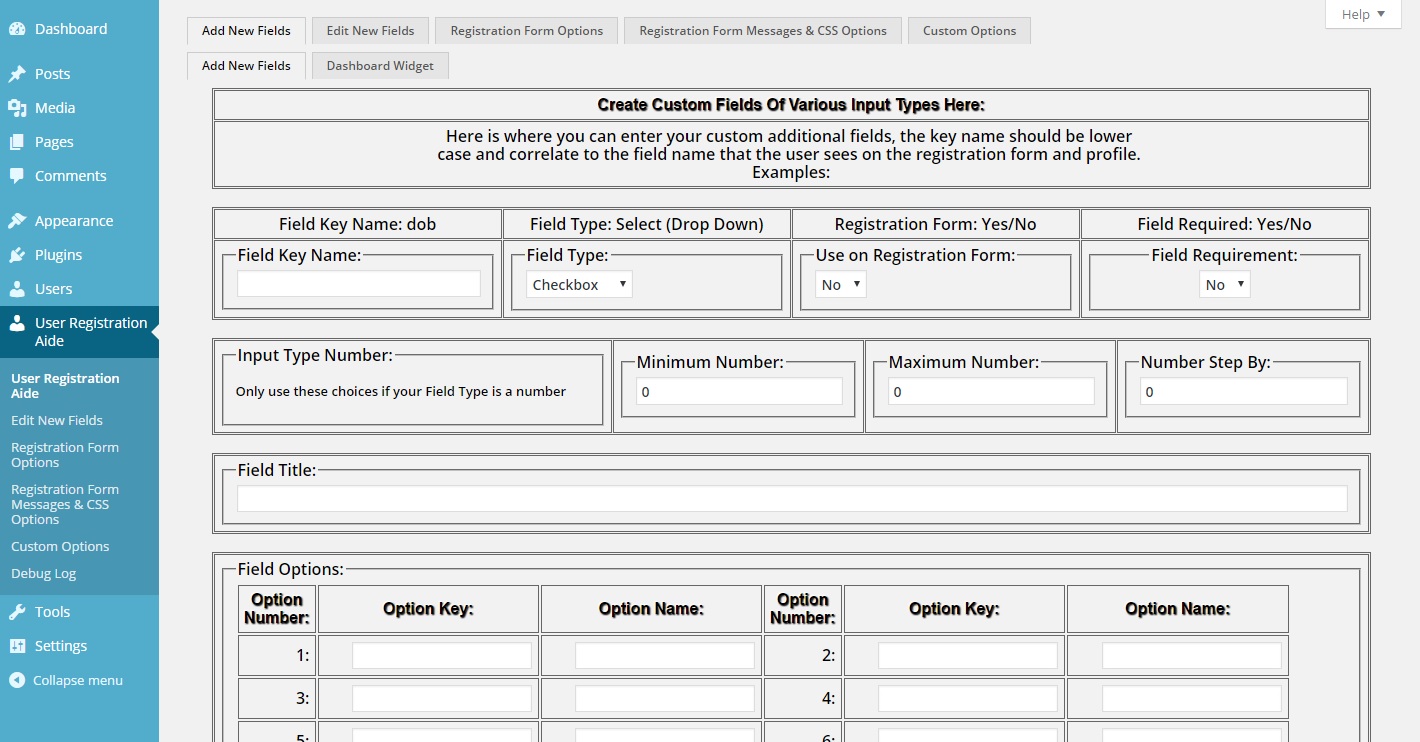 Dashboard
Posts
Media
Pages
Comments
Appearance
Plugins
Users
User Registration
Aide
User Registration
Aide
Edit New Fields
Registration Form
Options
Registration Form
Messages & CSS
Options
Custom Options
Debug Log
Tools
Settings
Collapse menu
Help
Add New Fields
Edit New Fields
Registration Form Options
Registration Form Messages & CSS Options
Custom Options
Add New Fields
Dashboard Widget
Create Custom Fields Of Various Input Types Here:
Here is where you can enter your custom additional fields, the key name should be lower
case and correlate to the field name that the user sees on the registration form and profile.
Examples:
Field Key Name: dob
Field Type: Select (Drop Down)
Registration Form: Yes/No
Field Required: Yes/No
Field Key Name:
Field Type:
Checkbox
Use on Registration Form:
No
Field Requirement:
No
Input Type Number:
Only use these choices if your Field Type is a number
Minimum Number:
0
Maximum Number:
0
Number Step By:
0
Field Title:
Field Options:
Option
Number:
Option Key:
Option Name:
Option
Number:
Option Key:
Option Name:
1:
2:
3:
4:
5:
6: